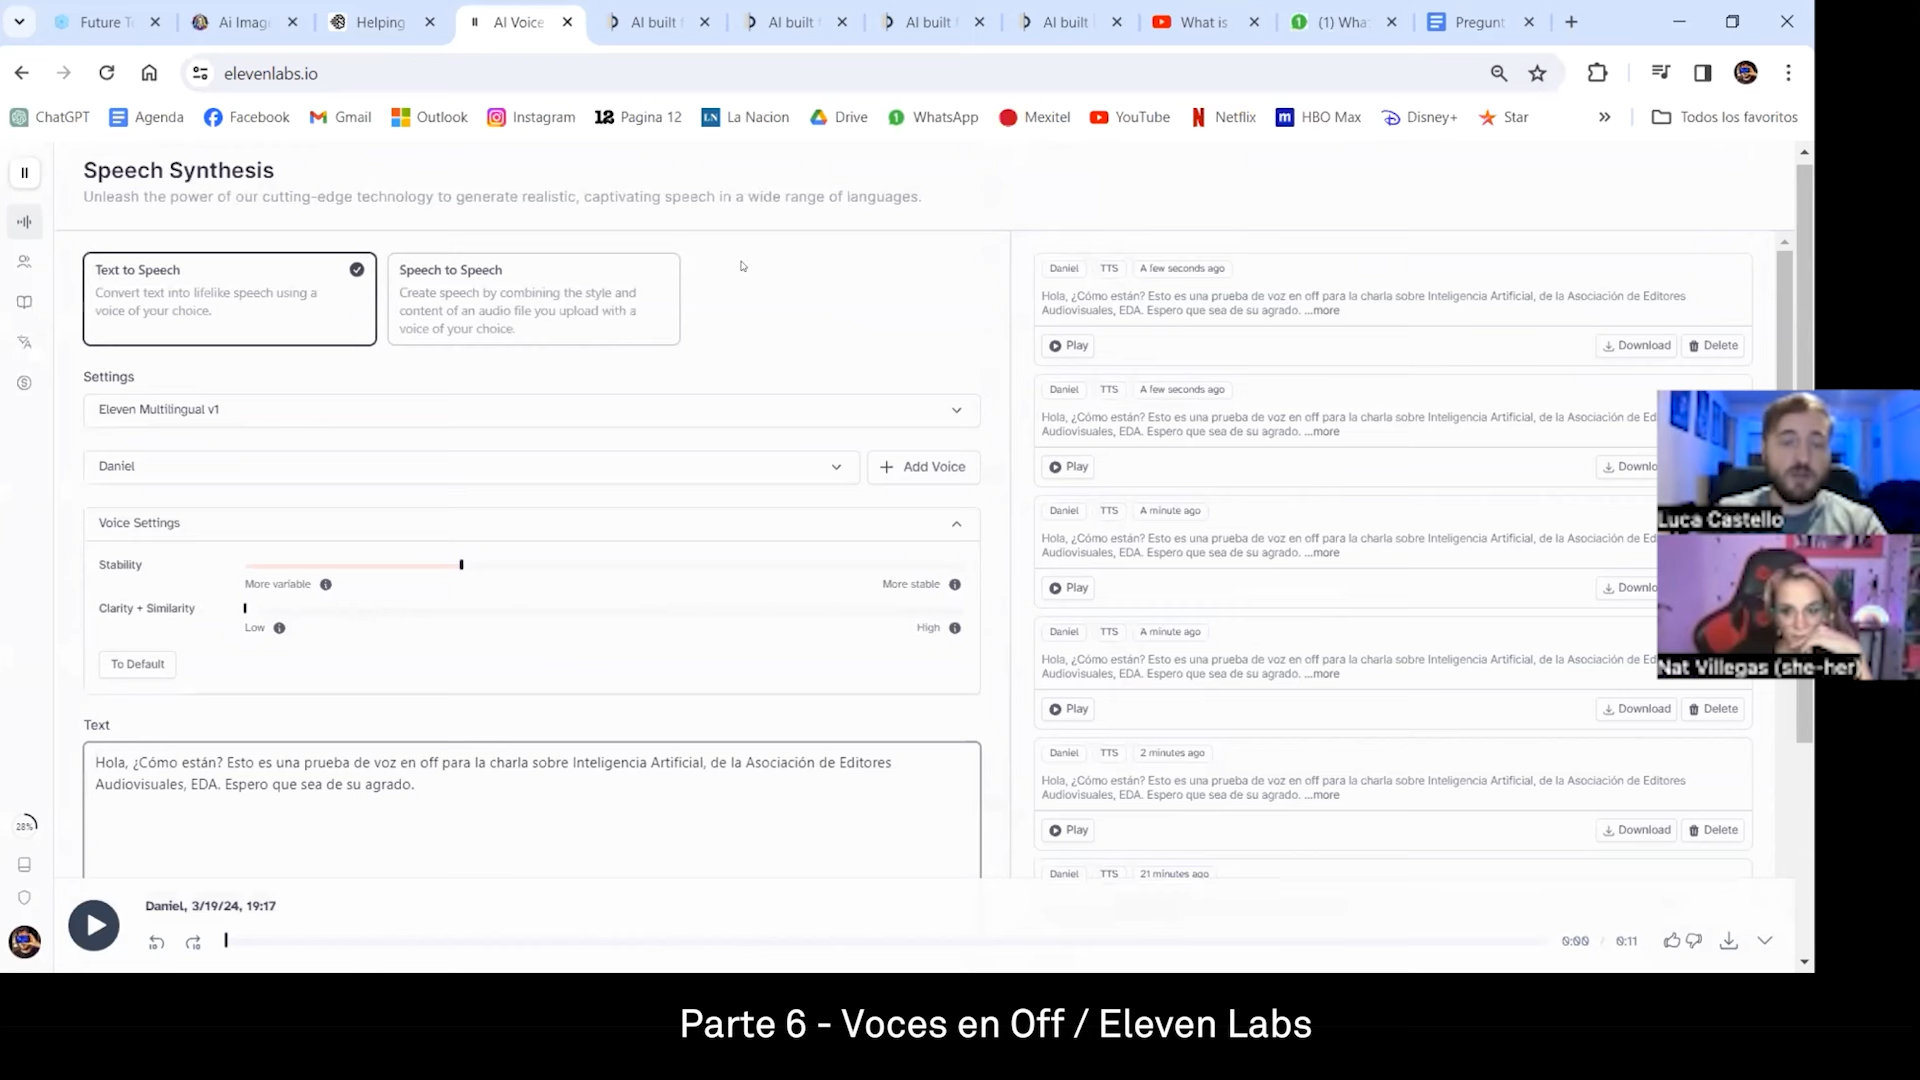 Future To
Ai Imag
Helping
AI Voice
AI built
AI built
AI built
AI built
What is
(1) Wha
Pregunt
elevenlabs.io
ChatGPT
Agenda
Facebook
Gmail
Outlook
Instagram
12 Pagina 12
LN La Nacion
Drive
WhatsApp
Mexitel
YouTube
Netflix
m HBO Max
Disney+
Star
Todos los favoritos
Speech Synthesis
Unleash the power of our cutting-edge technology to generate realistic, captivating speech in a wide range of languages.
Text to Speech
Convert text into lifelike speech using a
voice of your choice.
Speech to Speech
Create speech by combining the style and
content of an audio file you upload with a
voice of your choice.
Settings
Eleven Multilingual v1
Daniel
+ Add Voice
Voice Settings
Stability
More variable
More stable
Clarity + Similarity
Low
High
To Default
Text
Hola, ¿Cómo están? Esto es una prueba de voz en off para la charla sobre Inteligencia Artificial, de la Asociación de Editores
Audiovisuales, EDA. Espero que sea de su agrado.
28%
Daniel TTS A few seconds ago
Hola, ¿Cómo están? Esto es una prueba de voz en off para la charla sobre Inteligencia Artificial, de la Asociación de Editores
Audiovisuales, EDA. Espero que sea de su agrado. ...more
Play Download Delete
Daniel TTS A few seconds ago
Hola, ¿Cómo están? Esto es una prueba de voz en off para la charla sobre Inteligencia Artificial, de la Asociación de Ed
Audiovisuales, EDA. Espero que sea de su agrado. ...more
Play Downlo
Daniel TTS A minute ago
Hola, ¿Cómo están? Esto es una prueba de voz en off para la charla sobre Inteligencia Artificial, de la Asociación de Ed
Audiovisuales, EDA. Espero que sea de su agrado. ...more
Play Downlo
Daniel TTS A minute ago
Hola, ¿Cómo están? Esto es una prueba de voz en off para la charla sobre Inteligencia Artificial, de la Asociación de Ed
Audiovisuales, EDA. Espero que sea de su agrado. ...more
Play Download Delete
Daniel TTS 2 minutes ago
Hola, ¿Cómo están? Esto es una prueba de voz en off para la charla sobre Inteligencia Artificial, de la Asociación de Editores
Audiovisuales, EDA. Espero que sea de su agrado. ...more
Play Download Delete
Daniel TTS 21 minutes ago
Luca Castello
Nat Villegas (she-her)
Daniel, 3/19/24, 19:17
10
10
0:00 / 0:11
Parte 6 - Voces en Off / Eleven Labs